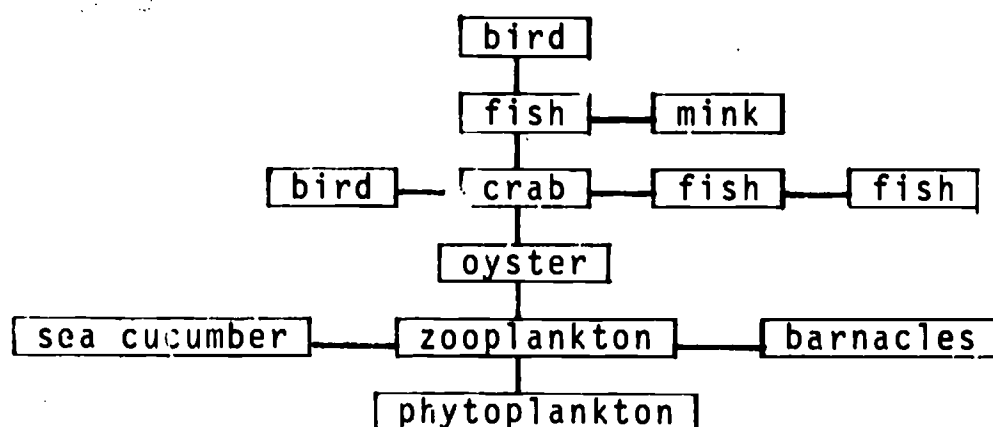 bird
fish mink
bird crab fish fish
oyster
sea cucumber zooplankton barnacles
phytoplankton